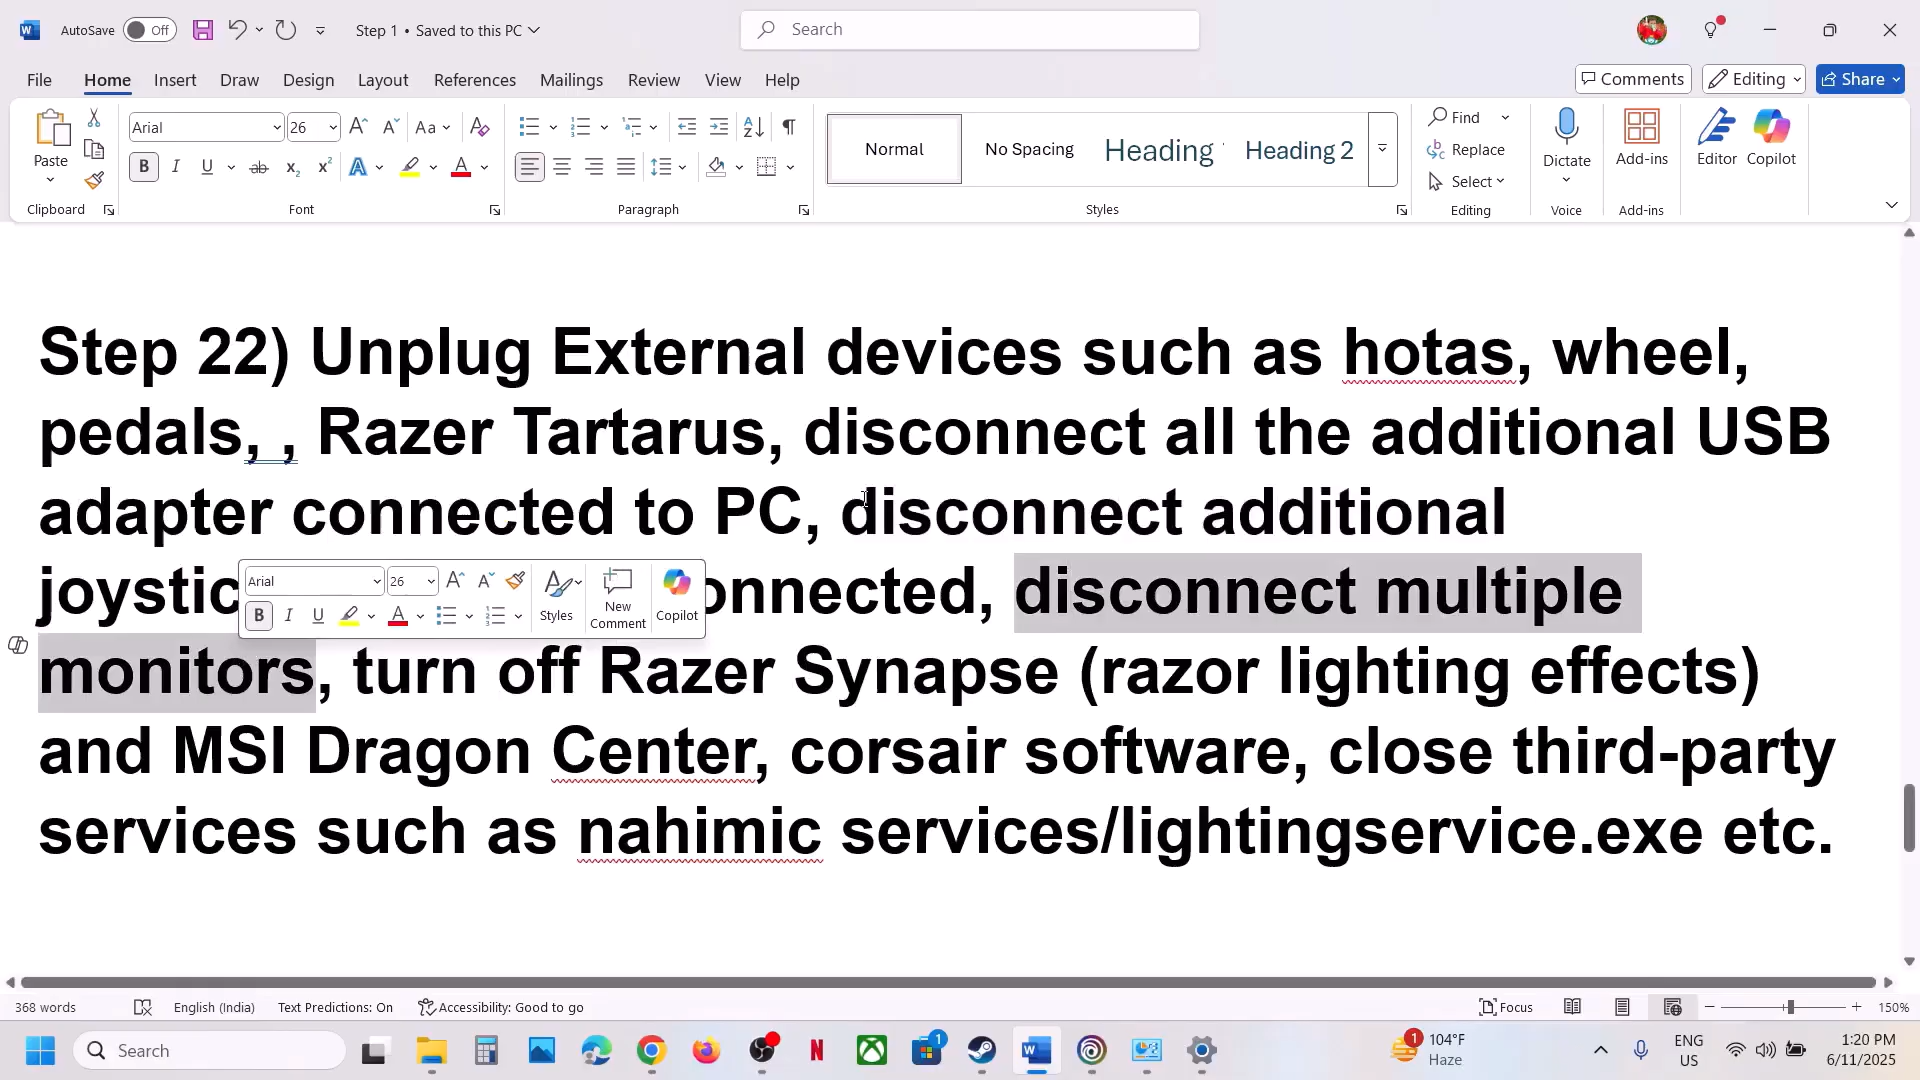 AutoSave Off Step 1 • Saved to this PC Search
File Home Insert Draw Design Layout References Mailings Review View Help Comments Editing Share
Paste Arial 26 Aa Normal No Spacing Heading Heading 2 Find Replace Select Dictate Add-ins Editor Copilot
Clipboard Font Paragraph Styles Editing Voice Add-ins
Step 22) Unplug External devices such as hotas, wheel,
pedals, , Razer Tartarus, disconnect all the additional USB
adapter connected to PC, disconnect additional
joystic onnected, disconnect multiple
Arial 26 Styles New Comment Copilot
monitors, turn off Razer Synapse (razor lighting effects)
and MSI Dragon Center, corsair software, close third-party
services such as nahimic services/lightingservice.exe etc.
368 words English (India) Text Predictions: On Accessibility: Good to go Focus 150%
Search 1 1 104°F Haze ENG US 1:20 PM 6/11/2025